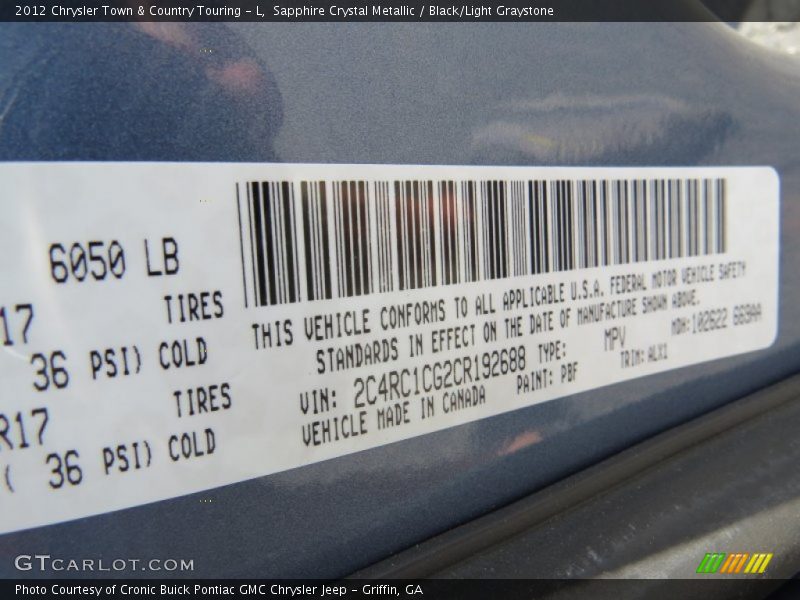 2012 Chrysler Town & Country Touring - L, Sapphire Crystal Metallic / Black/Light Graystone
6050 LB
17 TIRES
36 PSI) COLD
R17 TIRES
( 36 PSI) COLD
THIS VEHICLE CONFORMS TO ALL APPLICABLE U.S.A. FEDERAL MOTOR VEHICLE SAFETY
STANDARDS IN EFFECT ON THE DATE OF MANUFACTURE SHOWN ABOVE.
VIN: 2C4RC1CG2CR192688 TYPE: MPV MDH: 102622 669AA
VEHICLE MADE IN CANADA PAINT: PBF TRIM: ALX1
GTCARLOT.COM
Photo Courtesy of Cronic Buick Pontiac GMC Chrysler Jeep - Griffin, GA